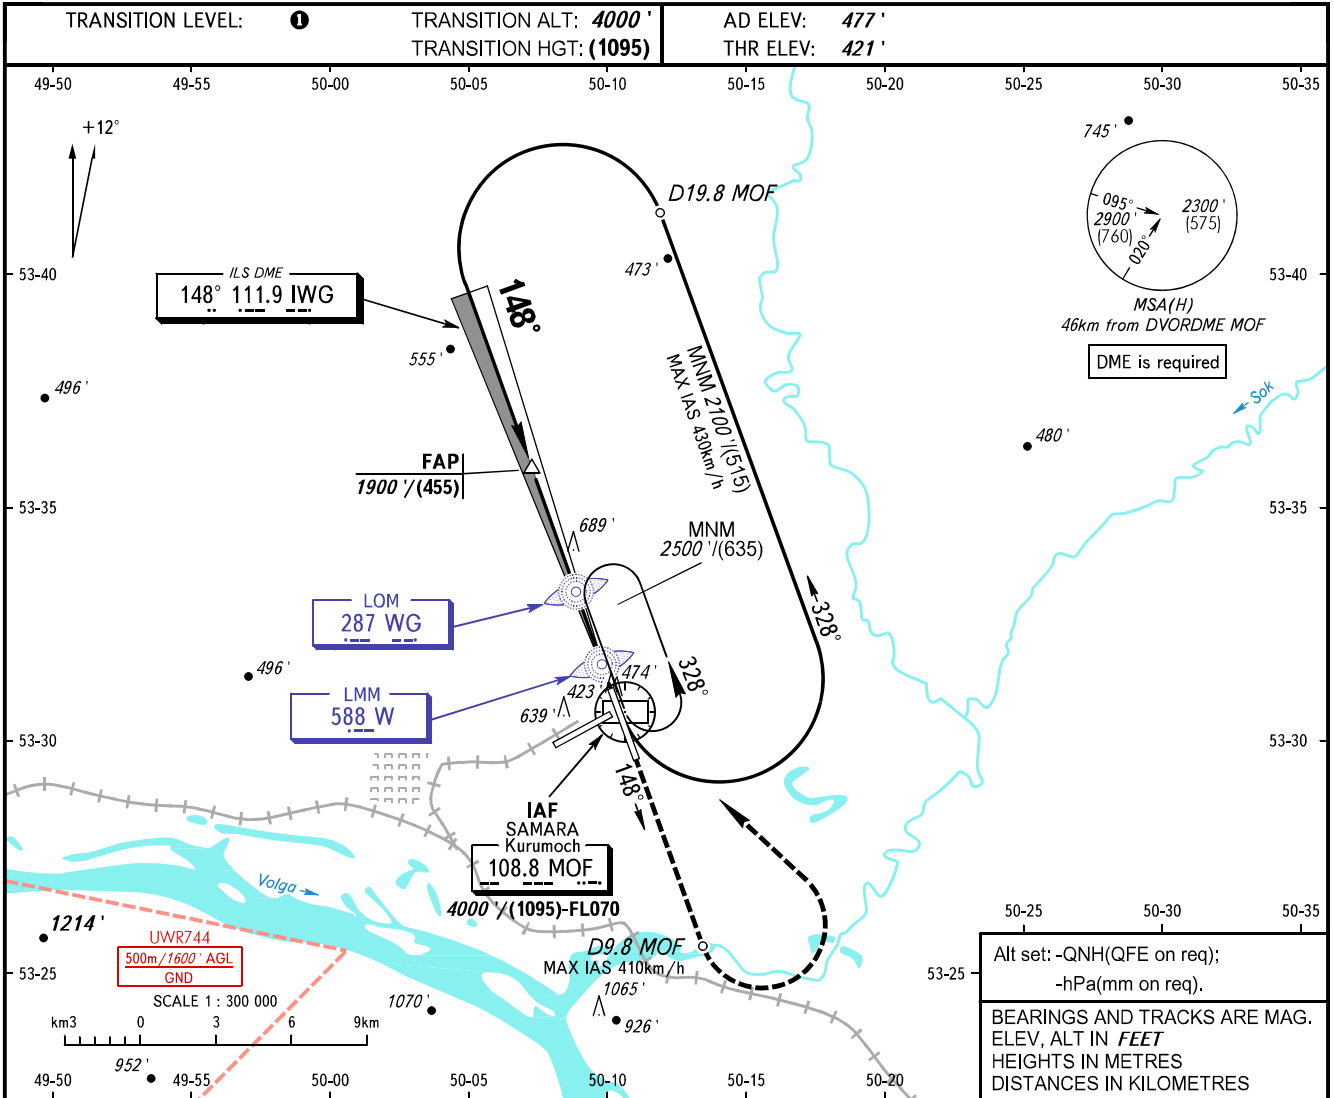 TRANSITION LEVEL: 1
TRANSITION ALT: 4000 '
TRANSITION HGT: (1095)
AD ELEV: 477 '
THR ELEV: 421 '
49-50 49-55 50-00 50-05 50-10 50-15 50-20 50-25 50-30 50-35
+12°
745 '
D19.8 MOF
095°
2900 '
(760)
020°
2300 '
(575)
473 '
53-40
53-40
ILS DME
148° 111.9 IWG
148°
MSA(H)
46km from DVORDME MOF
DME is required
555 '
496 '
MNM 2100 '/(515)
MAX IAS 430km/h
Sok
480 '
FAP
1900 '/(455)
53-35
53-35
689 '
MNM
2500 '/(635)
LOM
287 WG
328°
496 '
474 '
328°
LMM
588 W
423 '
639 '
53-30
53-30
148°
IAF
SAMARA
Kurumoch
108.8 MOF
4000 '/(1095)-FL070
Volga
1214 '
50-25 50-30 50-35
UWR744
500m/1600 ' AGL
GND
D9.8 MOF
MAX IAS 410km/h
53-25
53-25
Alt set: -QNH(QFE on req);
-hPa(mm on req).
SCALE 1 : 300 000
km3 0 3 6 9km
1070 '
1065 '
926 '
BEARINGS AND TRACKS ARE MAG.
ELEV, ALT IN FEET
HEIGHTS IN METRES
DISTANCES IN KILOMETRES
952 '
49-50 49-55 50-00 50-05 50-10 50-15 50-20